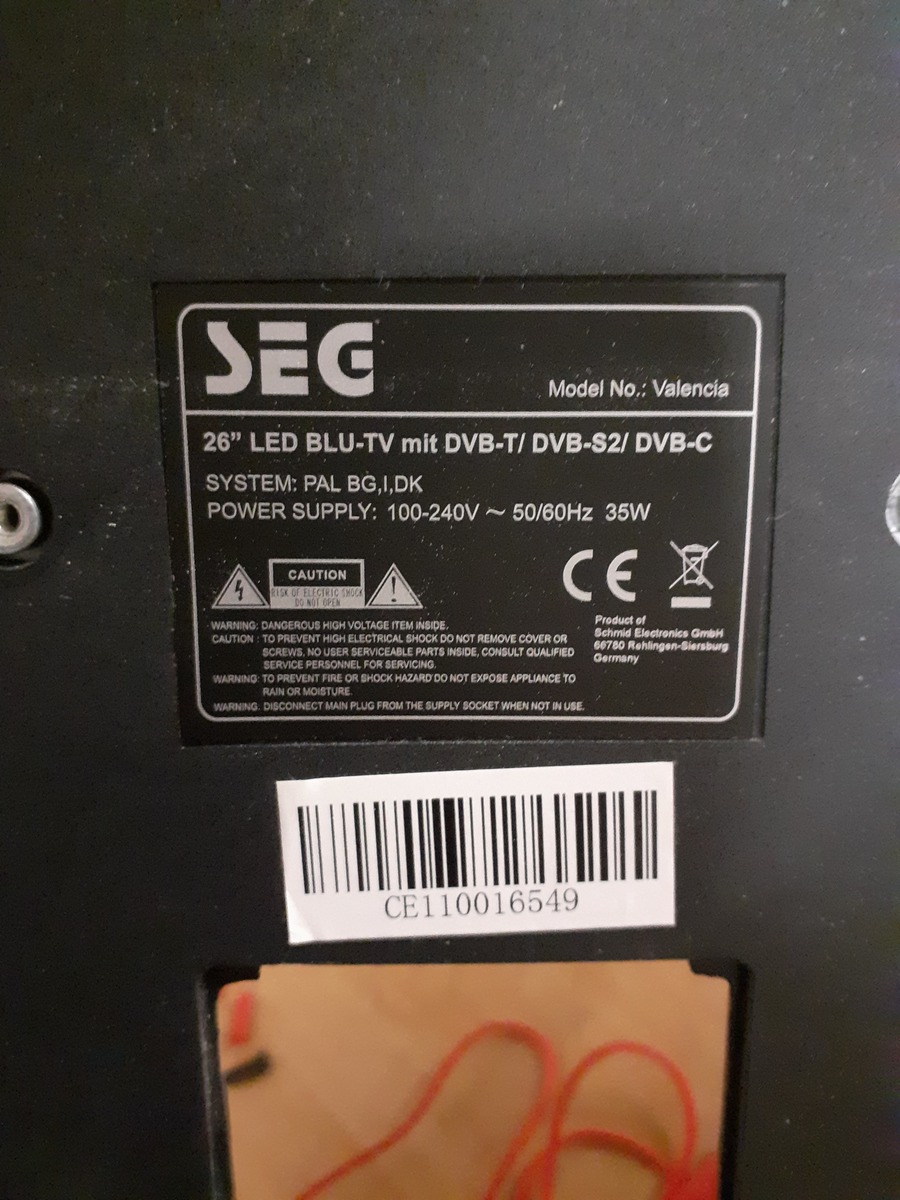 SEG
Model No.: Valencia
26” LED BLU-TV mit DVB-T/ DVB-S2/ DVB-C
SYSTEM: PAL BG,I,DK
POWER SUPPLY: 100-240V ~ 50/60Hz 35W
CAUTION
RISK OF ELECTRIC SHOCK
DO NOT OPEN
CE
WARNING: DANGEROUS HIGH VOLTAGE ITEM INSIDE.
CAUTION : TO PREVENT HIGH ELECTRICAL SHOCK DO NOT REMOVE COVER OR
SCREWS, NO USER SERVICEABLE PARTS INSIDE, CONSULT QUALIFIED
SERVICE PERSONNEL FOR SERVICING.
WARNING: TO PREVENT FIRE OR SHOCK HAZARD DO NOT EXPOSE APPLIANCE TO
RAIN OR MOISTURE.
WARNING: DISCONNECT MAIN PLUG FROM THE SUPPLY SOCKET WHEN NOT IN USE.
Product of
Schmid Electronics GmbH
66780 Rehlingen-Siersburg
Germany
CE110016549